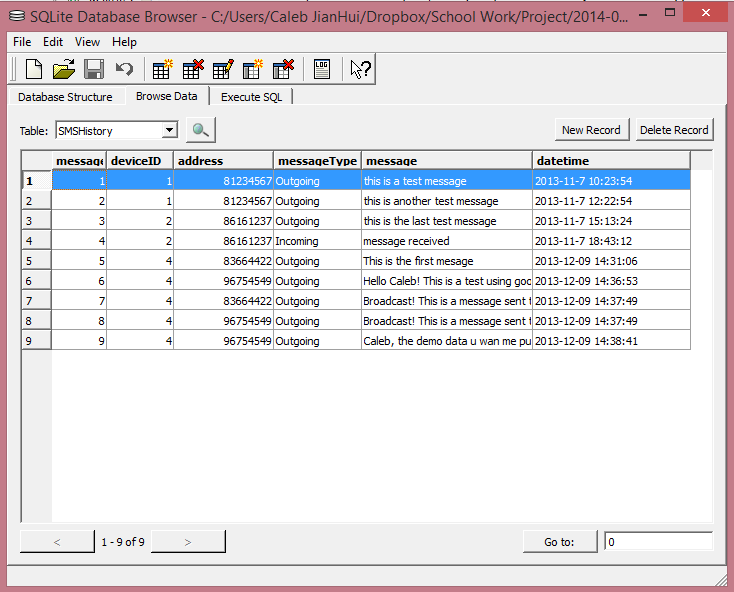 SQLite Database Browser - C:/Users/Caleb JianHui/Dropbox/School Work/Project/2014-0...
File Edit View Help
LOG
Database Structure Browse Data Execute SQL
Table: SMSHistory New Record Delete Record
message deviceID address messageType message datetime
1 1 1 81234567 Outgoing this is a test message 2013-11-7 10:23:54
2 2 1 81234567 Outgoing this is another test message 2013-11-7 12:22:54
3 3 2 86161237 Outgoing this is the last test message 2013-11-7 15:13:24
4 4 2 86161237 Incoming message received 2013-11-7 18:43:12
5 5 4 83664422 Outgoing This is the first mesage 2013-12-09 14:31:06
6 6 4 96754549 Outgoing Hello Caleb! This is a test using goo 2013-12-09 14:36:53
7 7 4 83664422 Outgoing Broadcast! This is a message sent t 2013-12-09 14:37:49
8 8 4 96754549 Outgoing Broadcast! This is a message sent t 2013-12-09 14:37:49
9 9 4 96754549 Outgoing Caleb, the demo data u wan me pu 2013-12-09 14:38:41
< 1 - 9 of 9 > Go to: 0